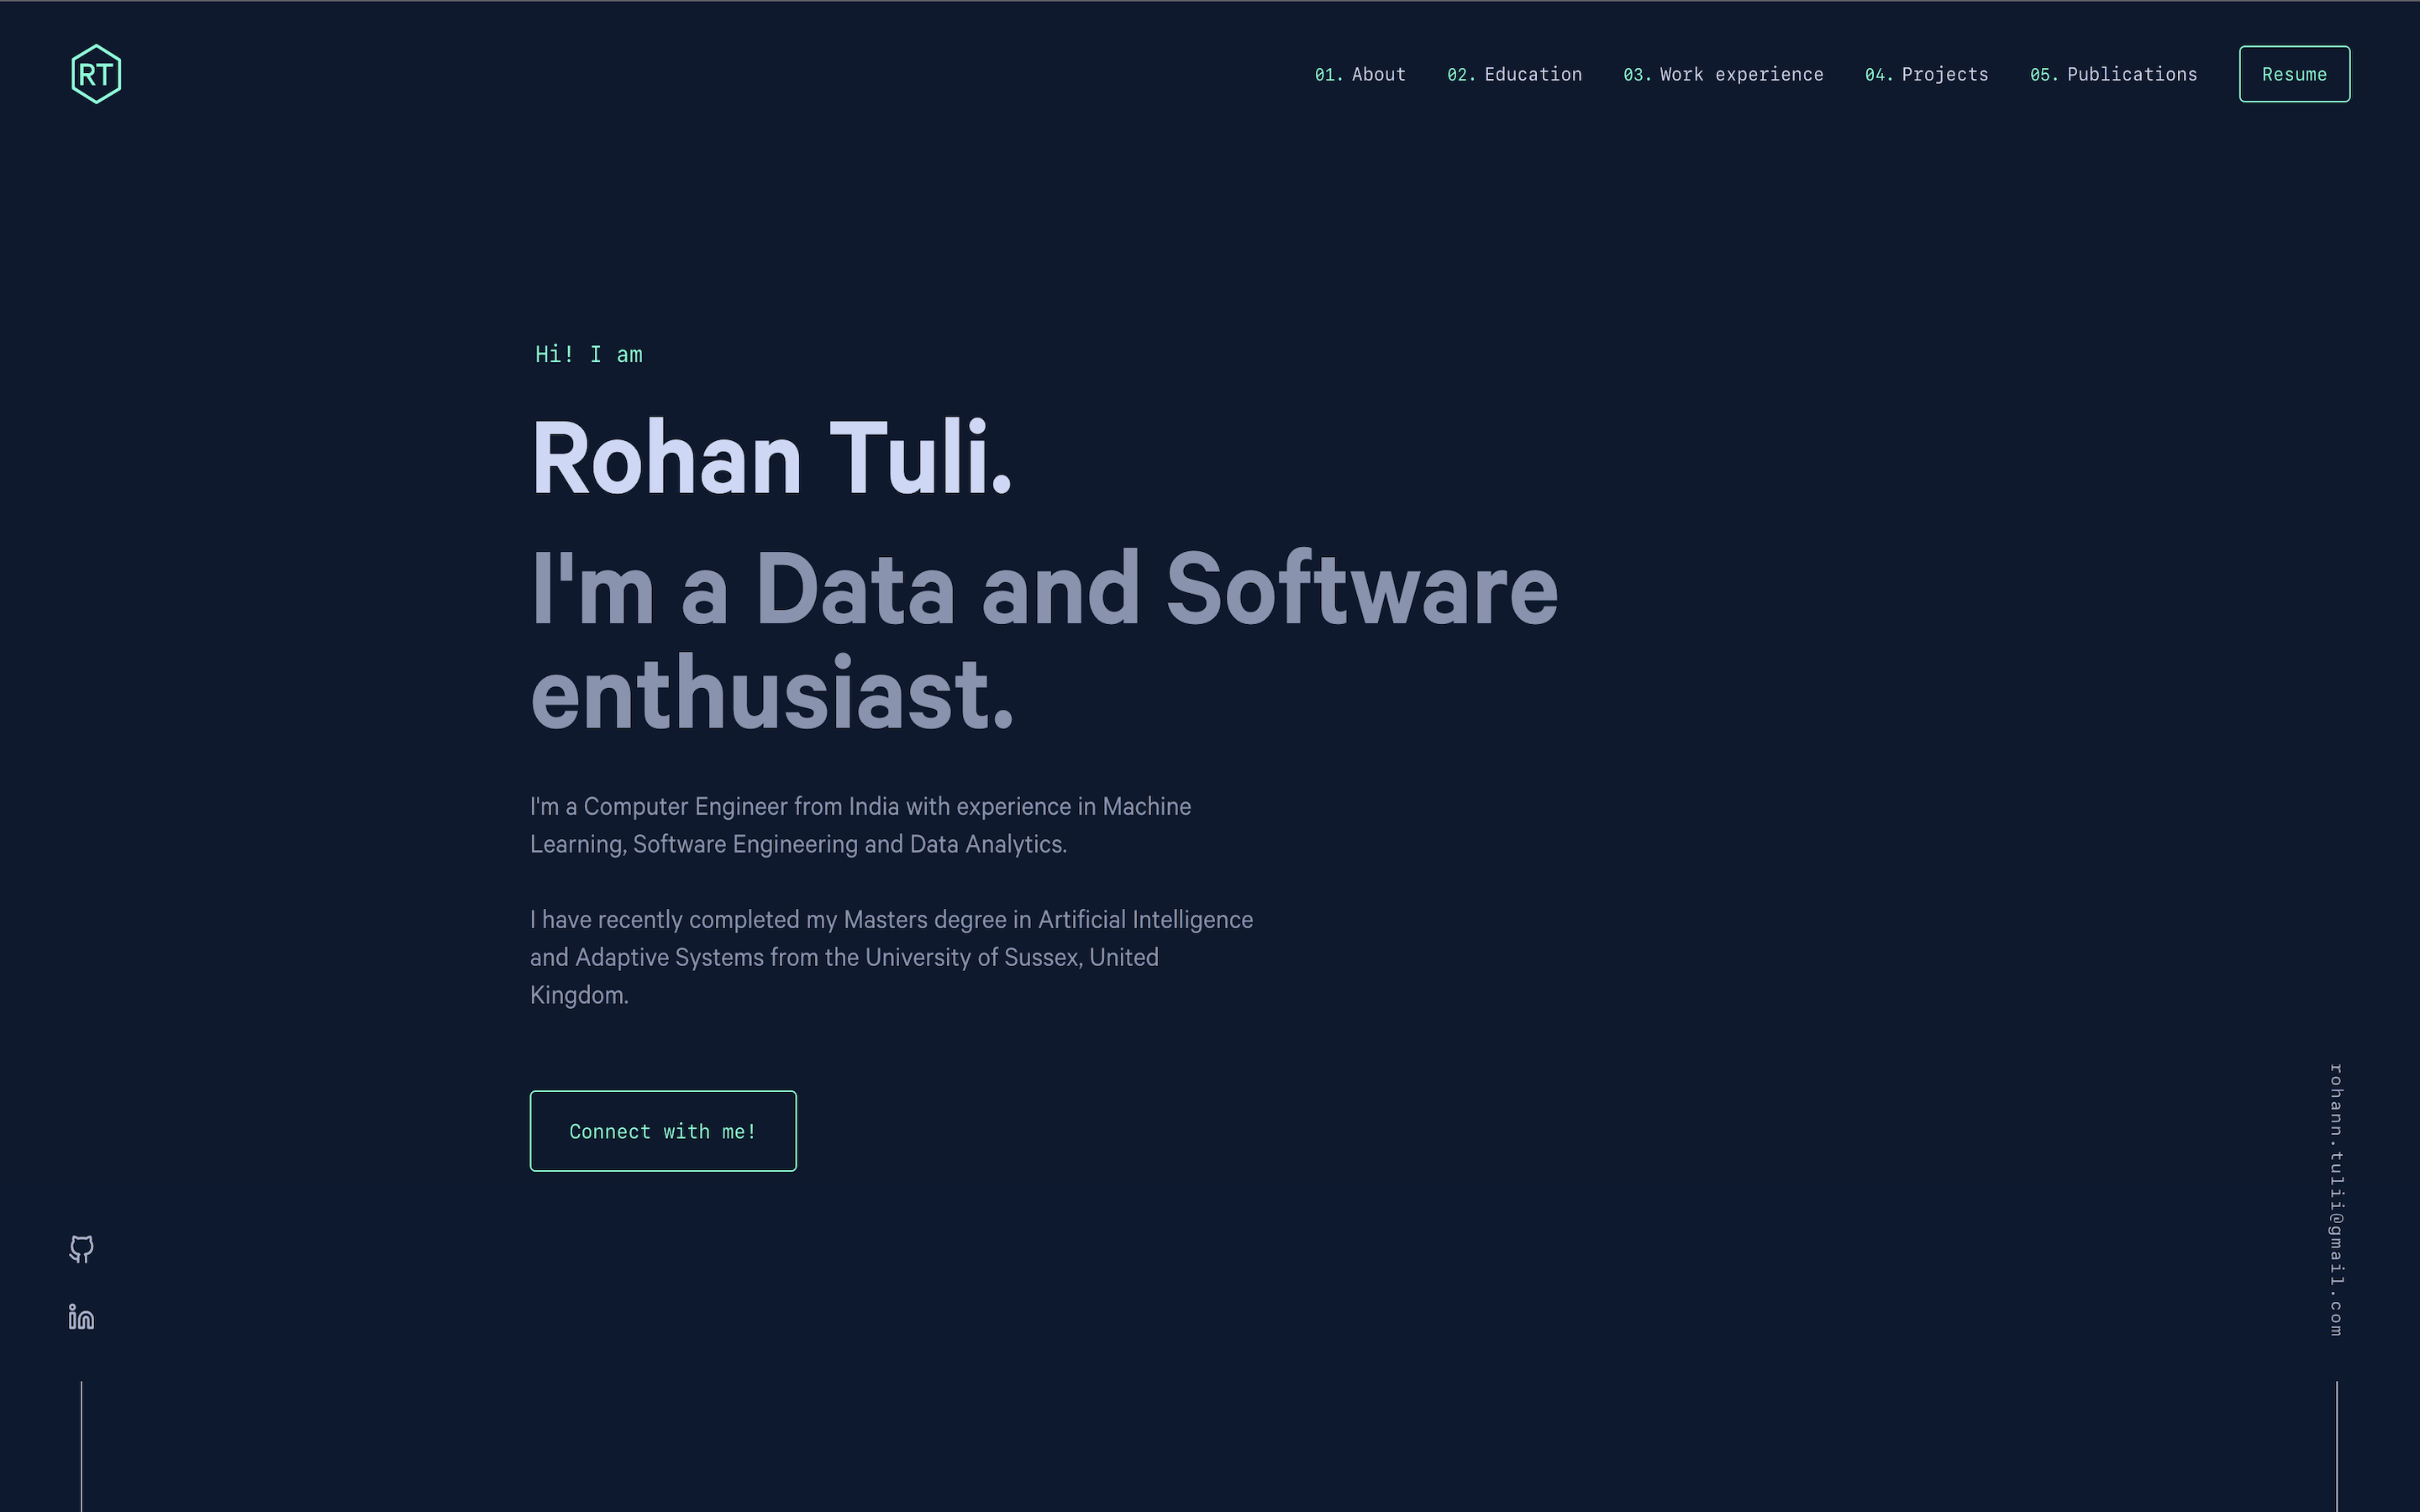 RT
01. About 02. Education 03. Work experience 04. Projects 05. Publications Resume
Hi! I am
Rohan Tuli.
I'm a Data and Software
enthusiast.
I'm a Computer Engineer from India with experience in Machine
Learning, Software Engineering and Data Analytics.
I have recently completed my Masters degree in Artificial Intelligence
and Adaptive Systems from the University of Sussex, United
Kingdom.
Connect with me!
rohann.tulii@gmail.com